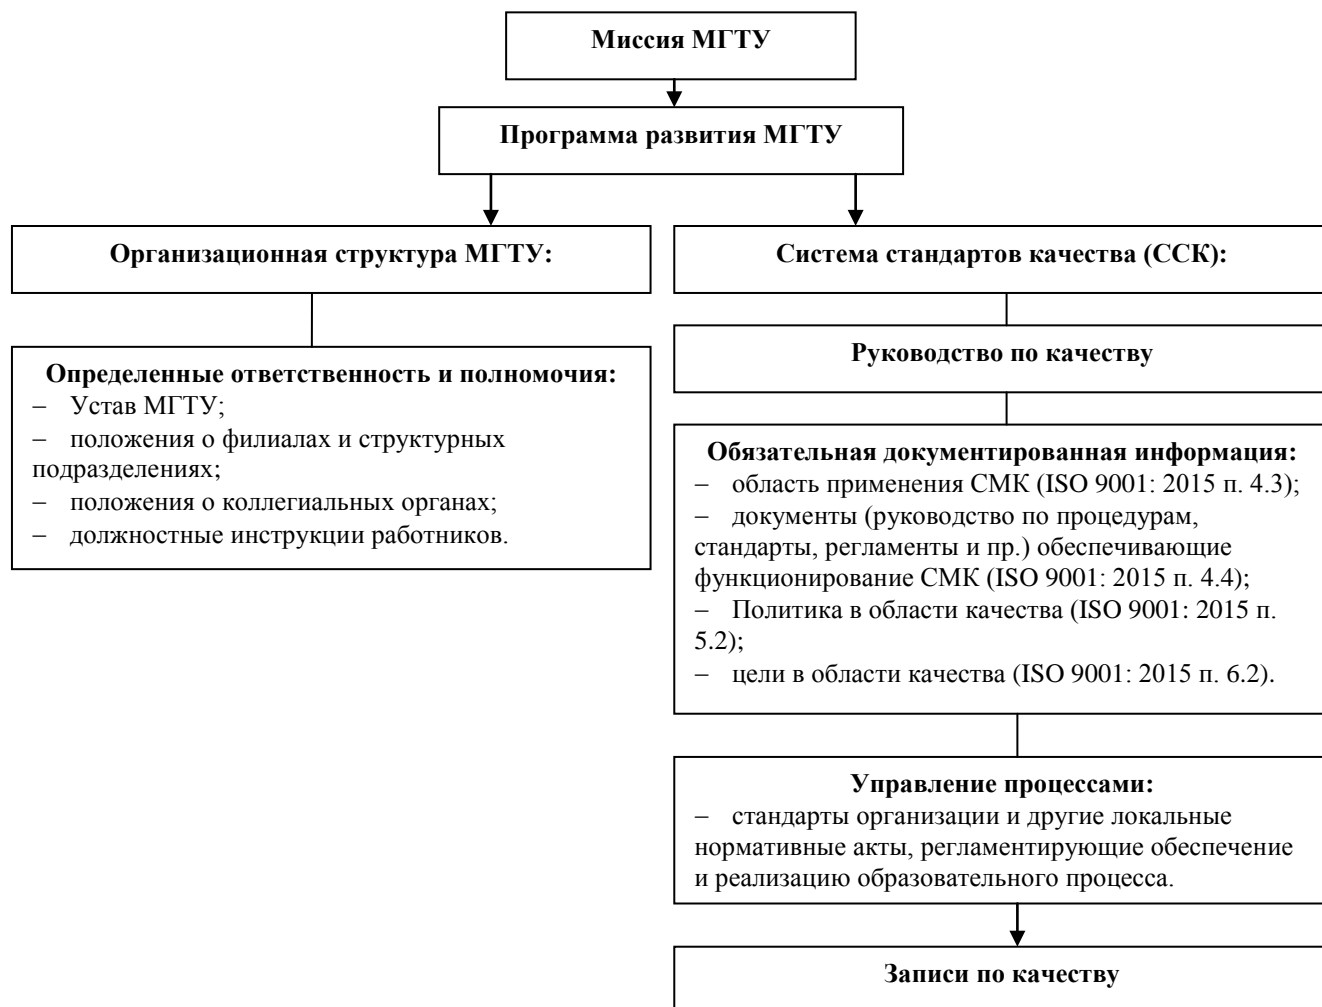 Миссия МГТУ
Программа развития МГТУ
Организационная структура МГТУ:
Система стандартов качества (ССК):
Определенные ответственность и полномочия:
– Устав МГТУ;
– положения о филиалах и структурных
подразделениях;
– положения о коллегиальных органах;
– должностные инструкции работников.
Руководство по качеству
Обязательная документированная информация:
– область применения СМК (ISO 9001: 2015 п. 4.3);
– документы (руководство по процедурам,
стандарты, регламенты и пр.) обеспечивающие
функционирование СМК (ISO 9001: 2015 п. 4.4);
– Политика в области качества (ISO 9001: 2015 п.
5.2);
– цели в области качества (ISO 9001: 2015 п. 6.2).
Управление процессами:
– стандарты организации и другие локальные
нормативные акты, регламентирующие обеспечение
и реализацию образовательного процесса.
Записи по качеству